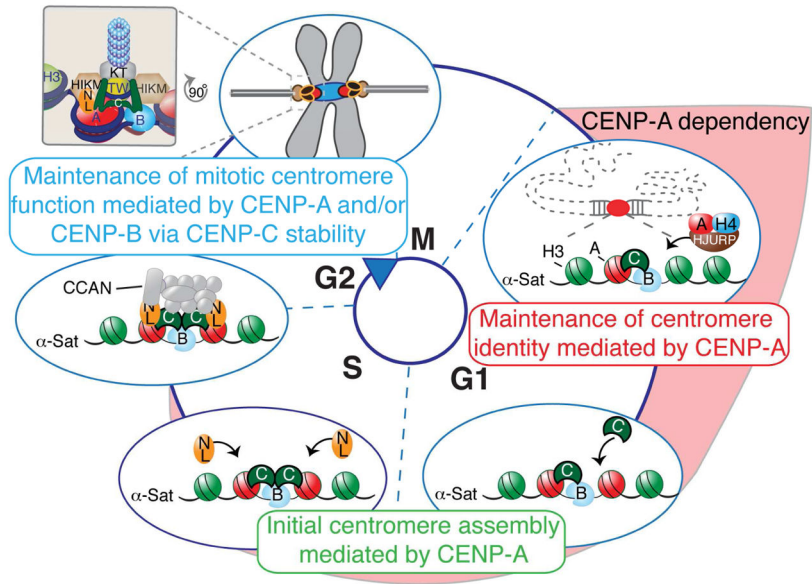 H3
KT
HIKM
TW
HIKM
N
L
C
A
B
90°
CENP-A dependency
Maintenance of mitotic centromere
function mediated by CENP-A and/or
CENP-B via CENP-C stability
A
H4
HJURP
H3
A
C
B
α-Sat
Maintenance of centromere
identity mediated by CENP-A
M
G2
S
G1
CCAN
N
L
C
C
N
L
B
α-Sat
N
L
N
L
C
C
B
α-Sat
C
C
B
α-Sat
Initial centromere assembly
mediated by CENP-A